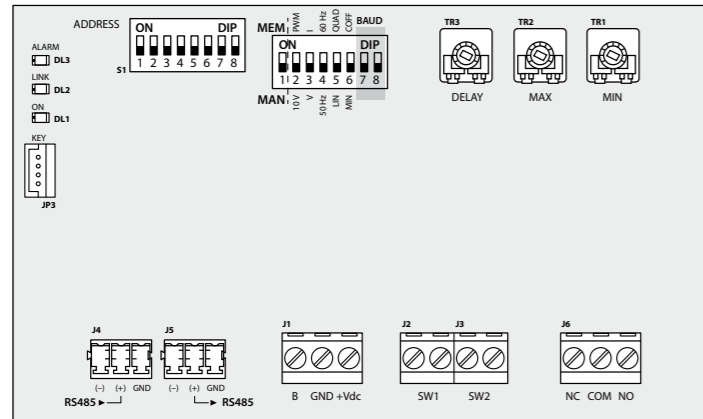 ADDRESS
ON DIP
1 2 3 4 5 6 7 8
S1
MEM
PWM
I
60 Hz
QUAD
COFF
BAUD
ON DIP
1 2 3 4 5 6 7 8
MAN
10 V
V
50 Hz
LIN
MIN
TR3
DELAY
TR2
MAX
TR1
MIN
ALARM
DL3
LINK
DL2
ON
DL1
KEY
JP3
J4
(–) (+) GND
RS485
J5
(–) (+) GND
RS485
J1
B GND +Vdc
J2
SW1
J3
SW2
J6
NC COM NO